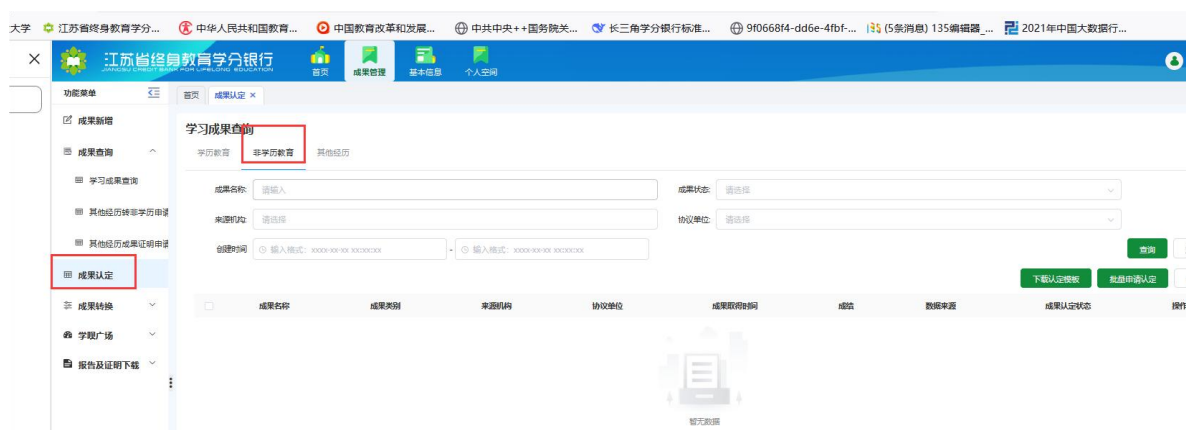 大学 江苏省终身教育学分... 中华人民共和国教育... 中国教育改革和发展... 中共中央++国务院关... 长三角学分银行标准... 9f0668f4-dd6e-4fbf-... (5条消息) 135编辑器_... 2021年中国大数据行...
江苏省终身教育学分银行 首页 成果管理 基本信息 个人空间
功能菜单 首页 成果认定 ×
成果新增
学习成果查询
成果查询 学历教育 非学历教育 其他经历
学习成果查询 成果名称: 请输入 成果状态: 请选择
其他经历转非学历申请 来源机构: 请选择 协议单位: 请选择
其他经历成果证明申请 创建时间 输入格式: xxxx-xx-xx xx:xx:xx - 输入格式: xxxx-xx-xx xx:xx:xx 查询
成果认定 下载认定模板 批量申请认定
成果转换 成果名称 成果类别 来源机构 协议单位 成果取得时间 成绩 数据来源 成果认定状态 操作
学习广场
报告及证明下载
暂无数据